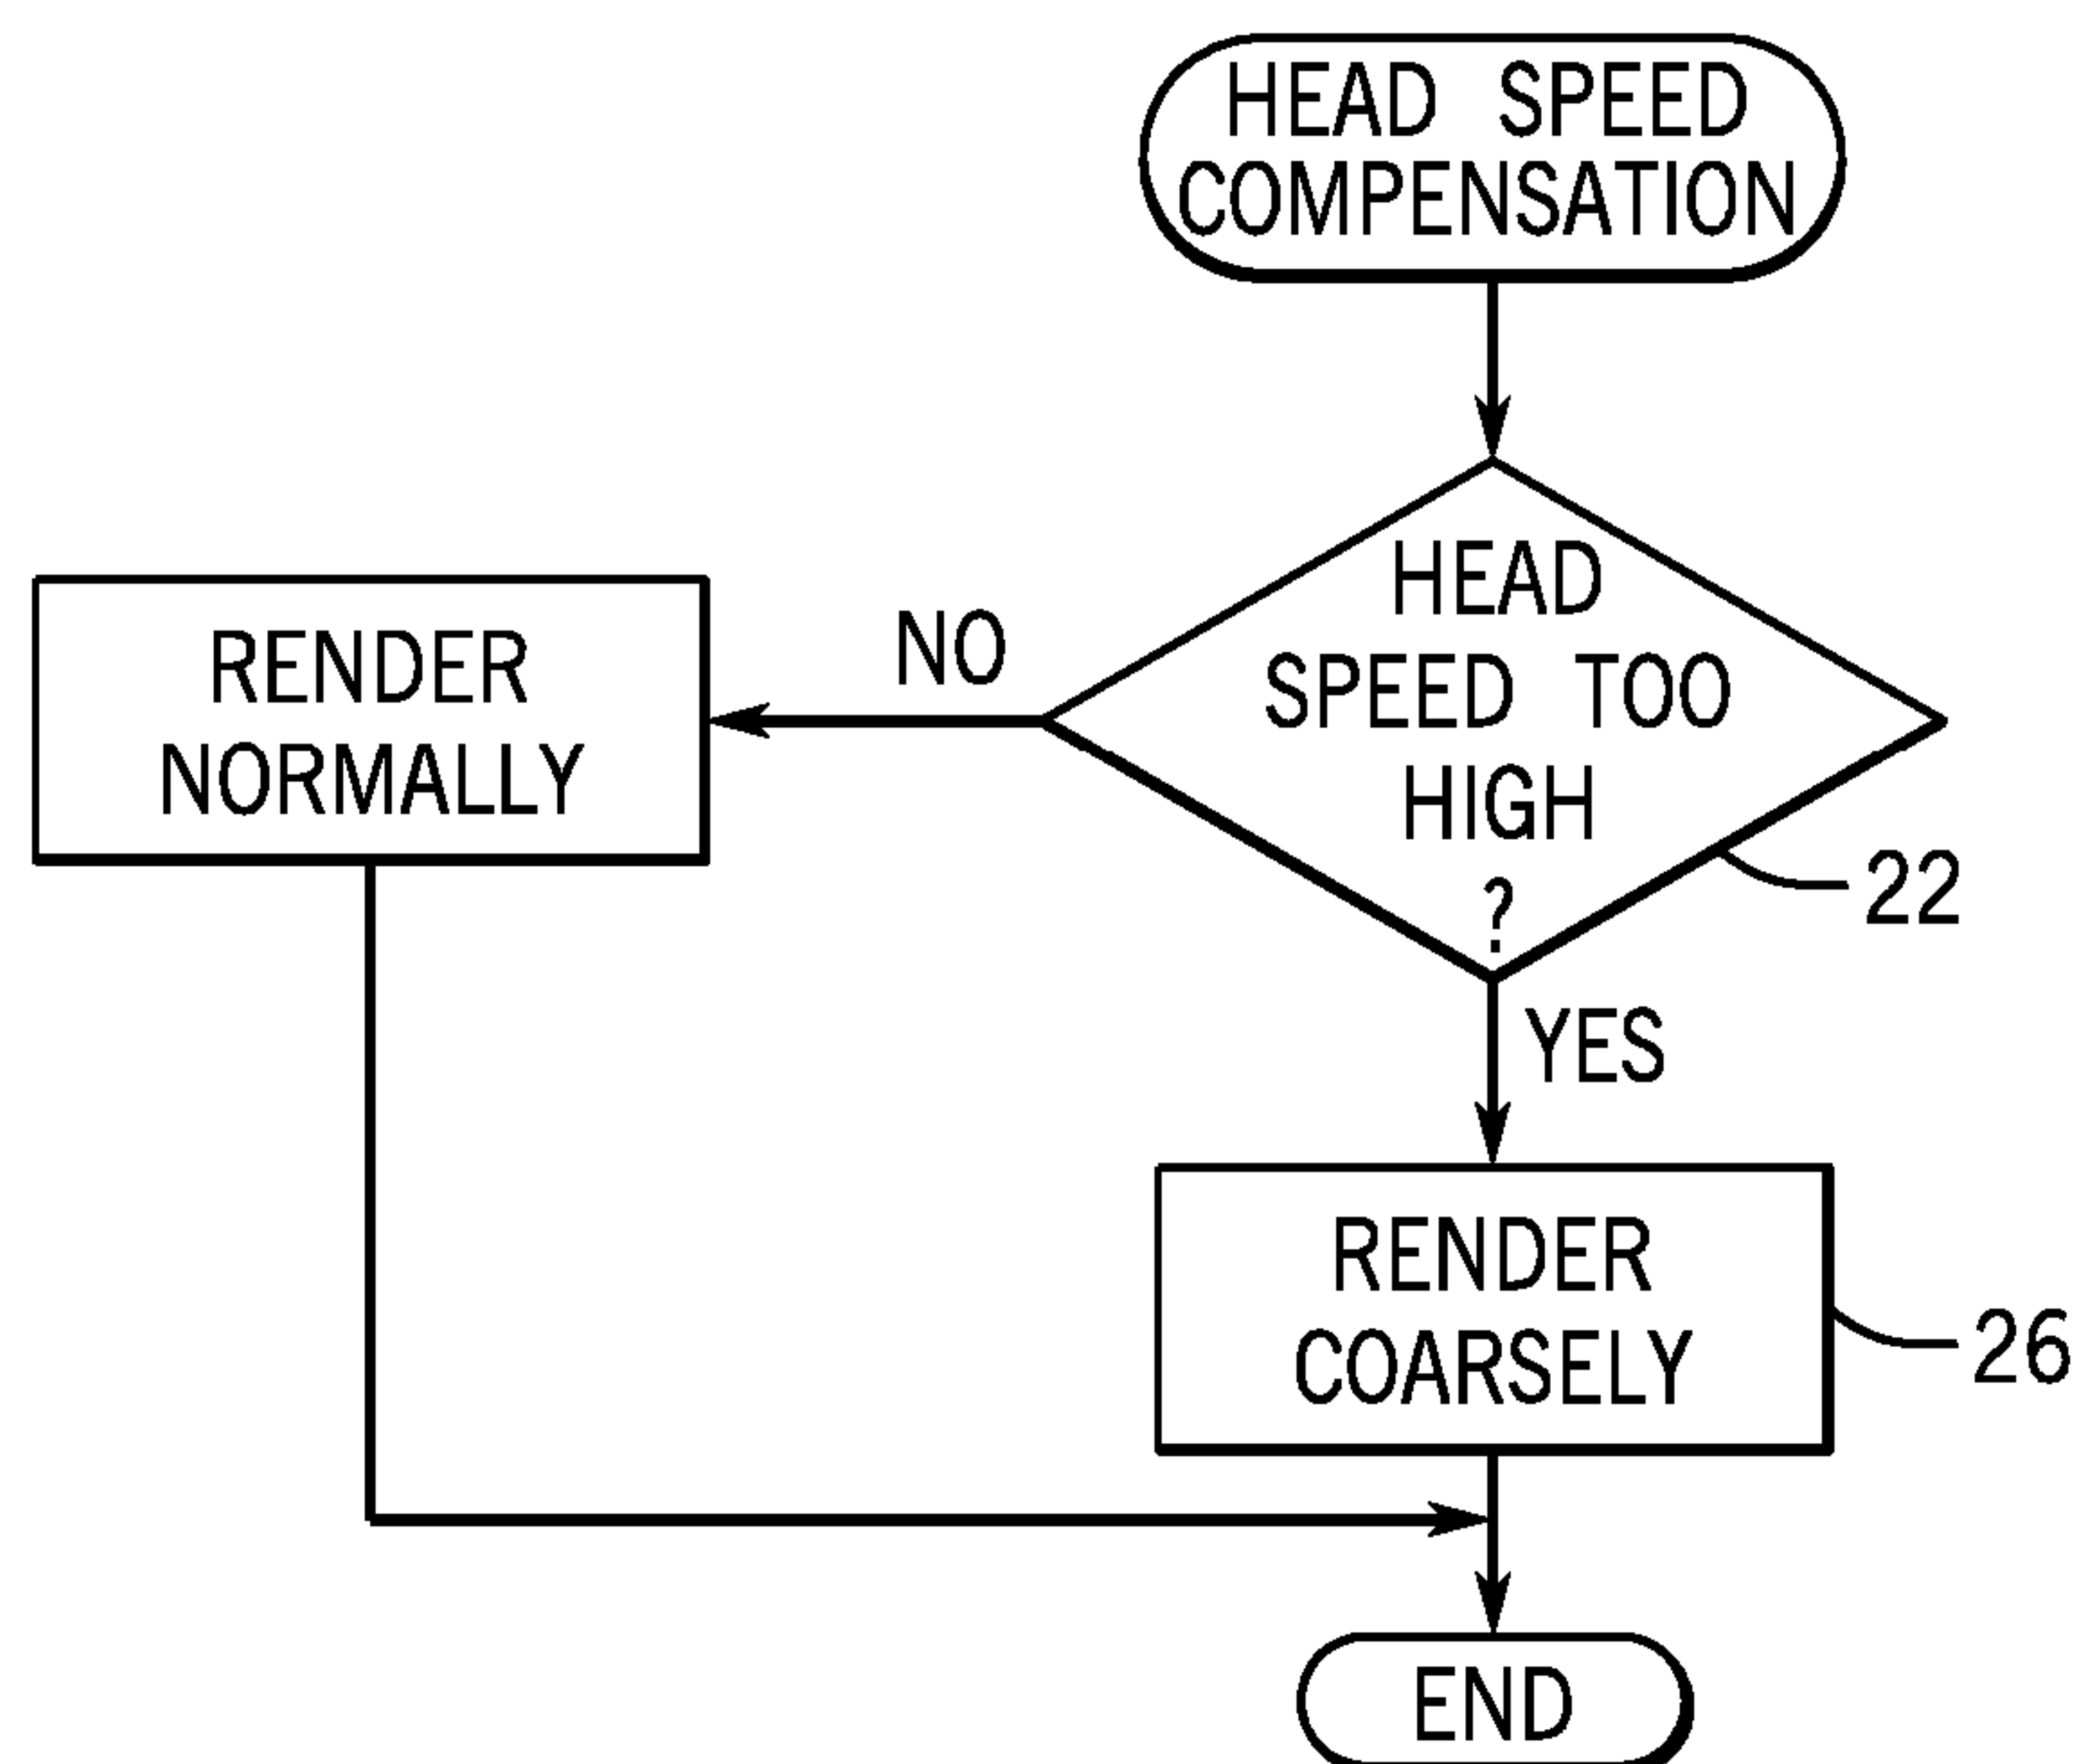 HEAD SPEED
COMPENSATION
HEAD
SPEED TOO
HIGH
?
22
NO
RENDER
NORMALLY
YES
RENDER
COARSELY
26
END